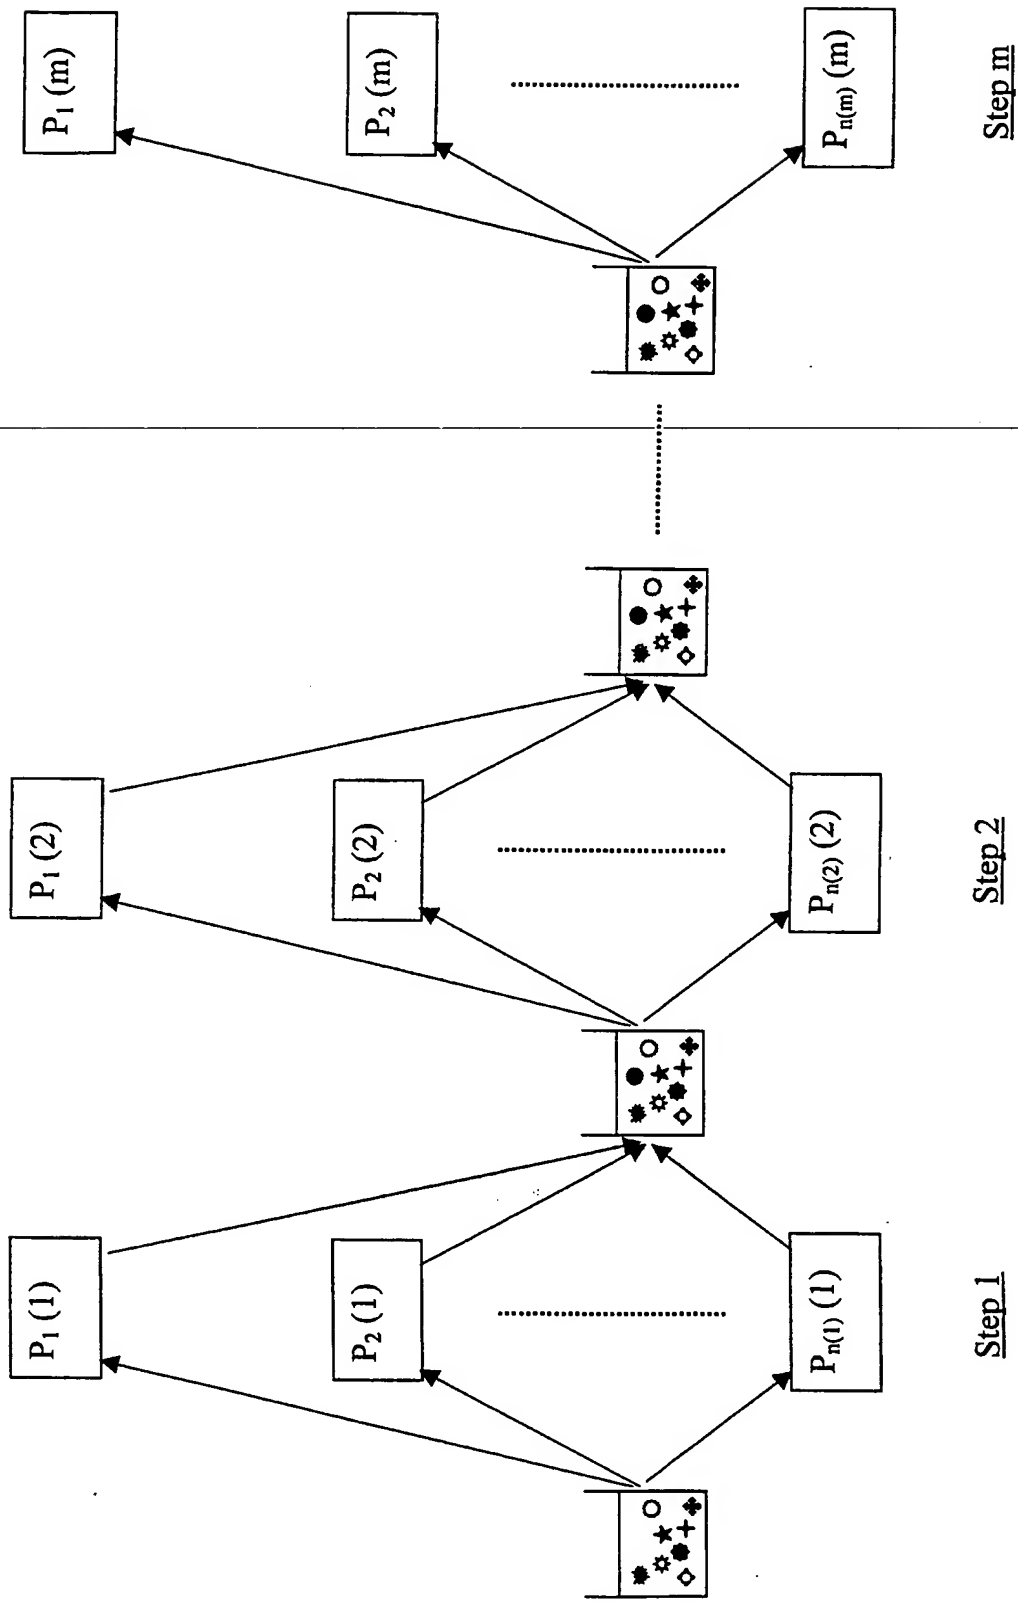 P1 (1)
P2 (1)
Pn(1) (1)
Step 1
P1 (2)
P2 (2)
Pn(2) (2)
Step 2
P1 (m)
P2 (m)
Pn(m) (m)
Step m